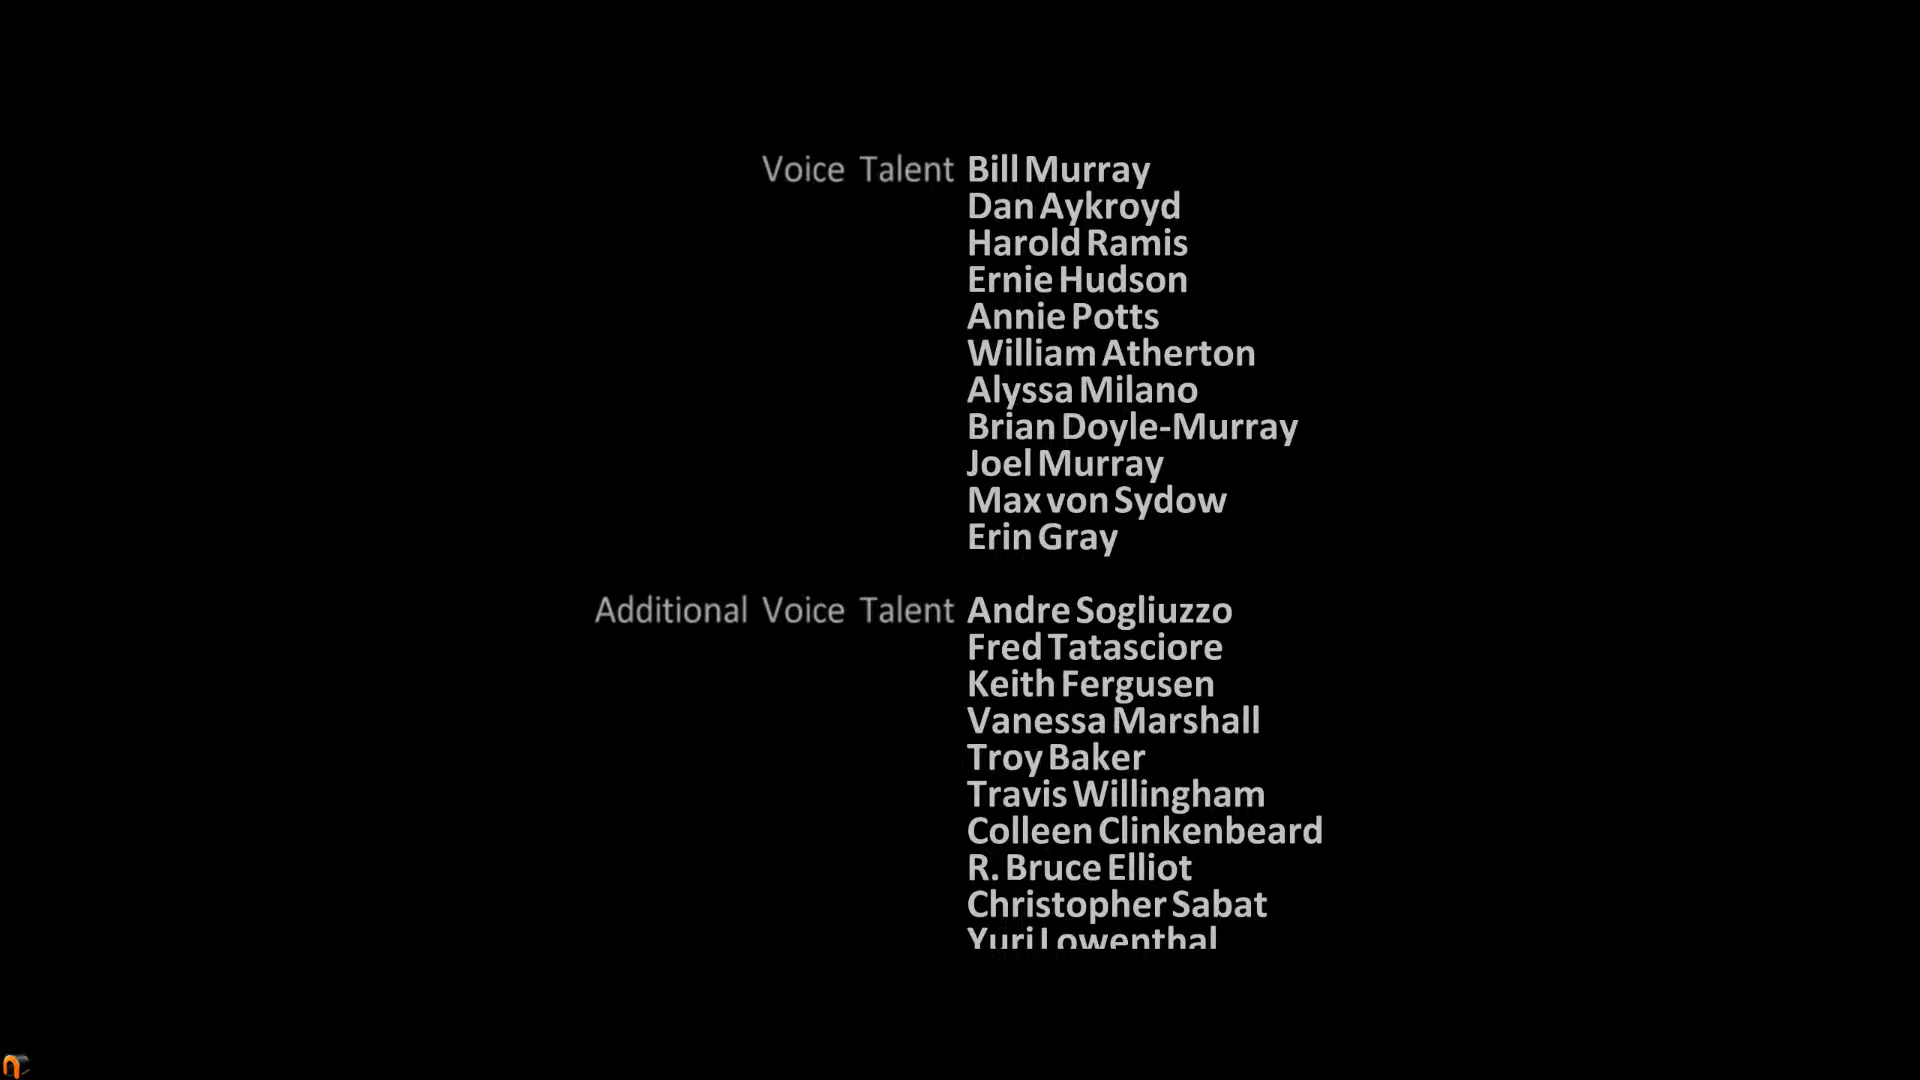 Voice Talent Bill Murray
Dan Aykroyd
Harold Ramis
Ernie Hudson
Annie Potts
William Atherton
Alyssa Milano
Brian Doyle-Murray
Joel Murray
Max von Sydow
Erin Gray
Additional Voice Talent Andre Sogliuzzo
Fred Tatasciore
Keith Fergusen
Vanessa Marshall
Troy Baker
Travis Willingham
Colleen Clinkenbeard
R. Bruce Elliot
Christopher Sabat
Yuri Lowenthal